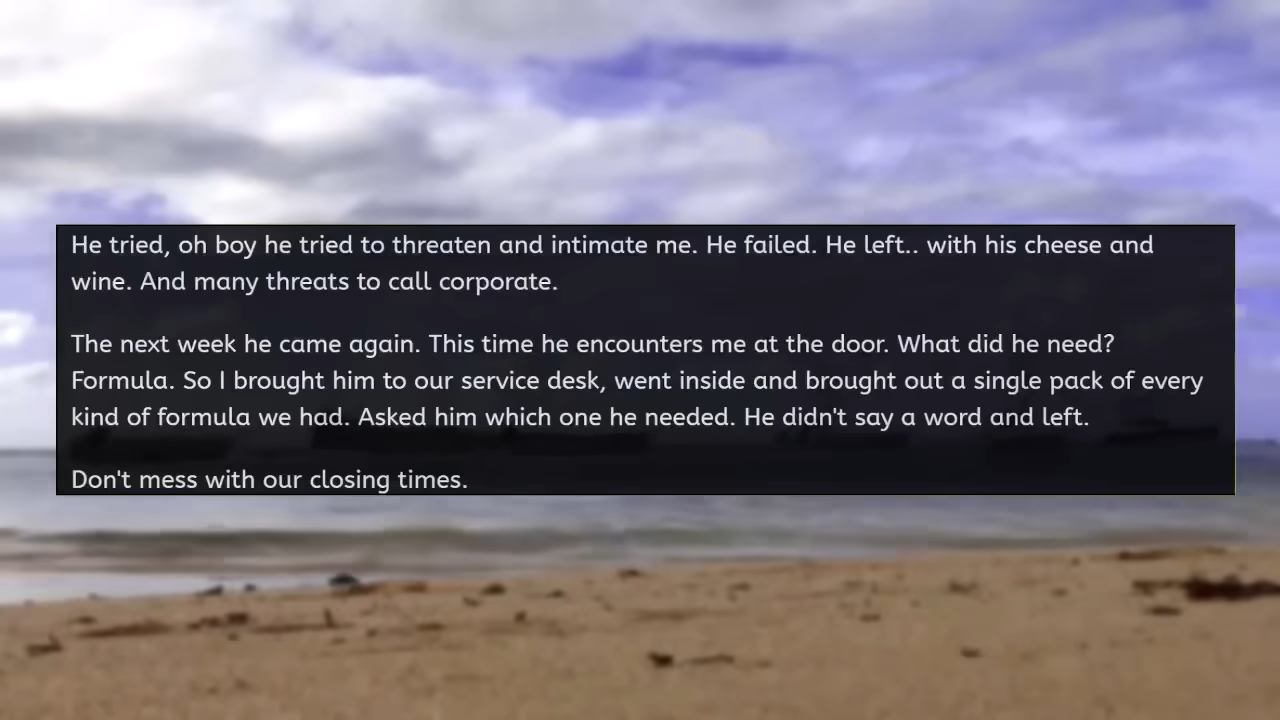 He tried, oh boy he tried to threaten and intimate me. He failed. He left.. with his cheese and
wine. And many threats to call corporate.
The next week he came again. This time he encounters me at the door. What did he need?
Formula. So I brought him to our service desk, went inside and brought out a single pack of every
kind of formula we had. Asked him which one he needed. He didn't say a word and left.
Don't mess with our closing times.